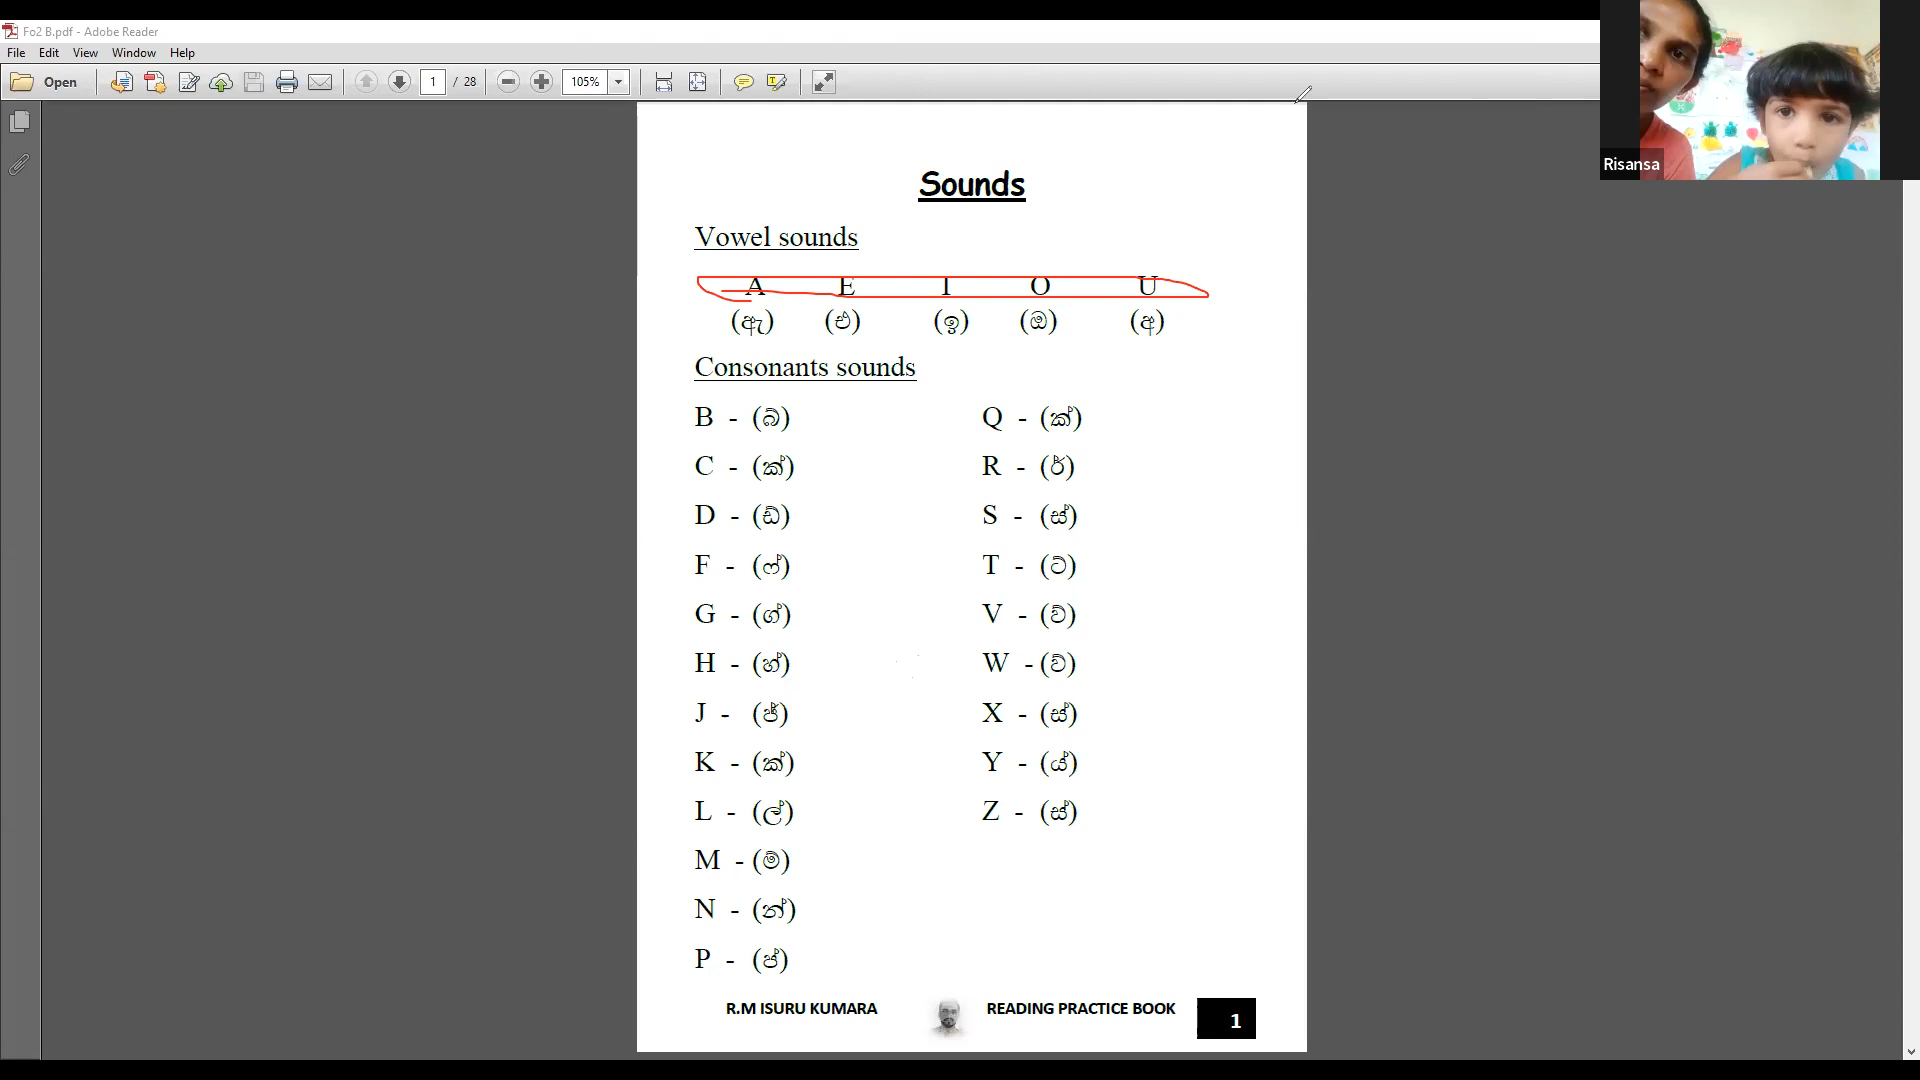 Fo2 B.pdf - Adobe Reader
File Edit View Window Help
Open 1 / 28 105%
Risansa
Sounds
Vowel sounds
A E I O U
(ඇ) (එ) (ඉ) (ඔ) (අ)
Consonants sounds
B - (බ්)
C - (ක්)
D - (ඩ්)
F - (ෆ්)
G - (ග්)
H - (හ්)
J - (ජ්)
K - (ක්)
L - (ල්)
M - (ම්)
N - (න්)
P - (ප්)
Q - (ක්)
R - (ර්)
S - (ස්)
T - (ට්)
V - (ව්)
W - (ව්)
X - (ස්)
Y - (ය්)
Z - (ස්)
R.M ISURU KUMARA READING PRACTICE BOOK 1